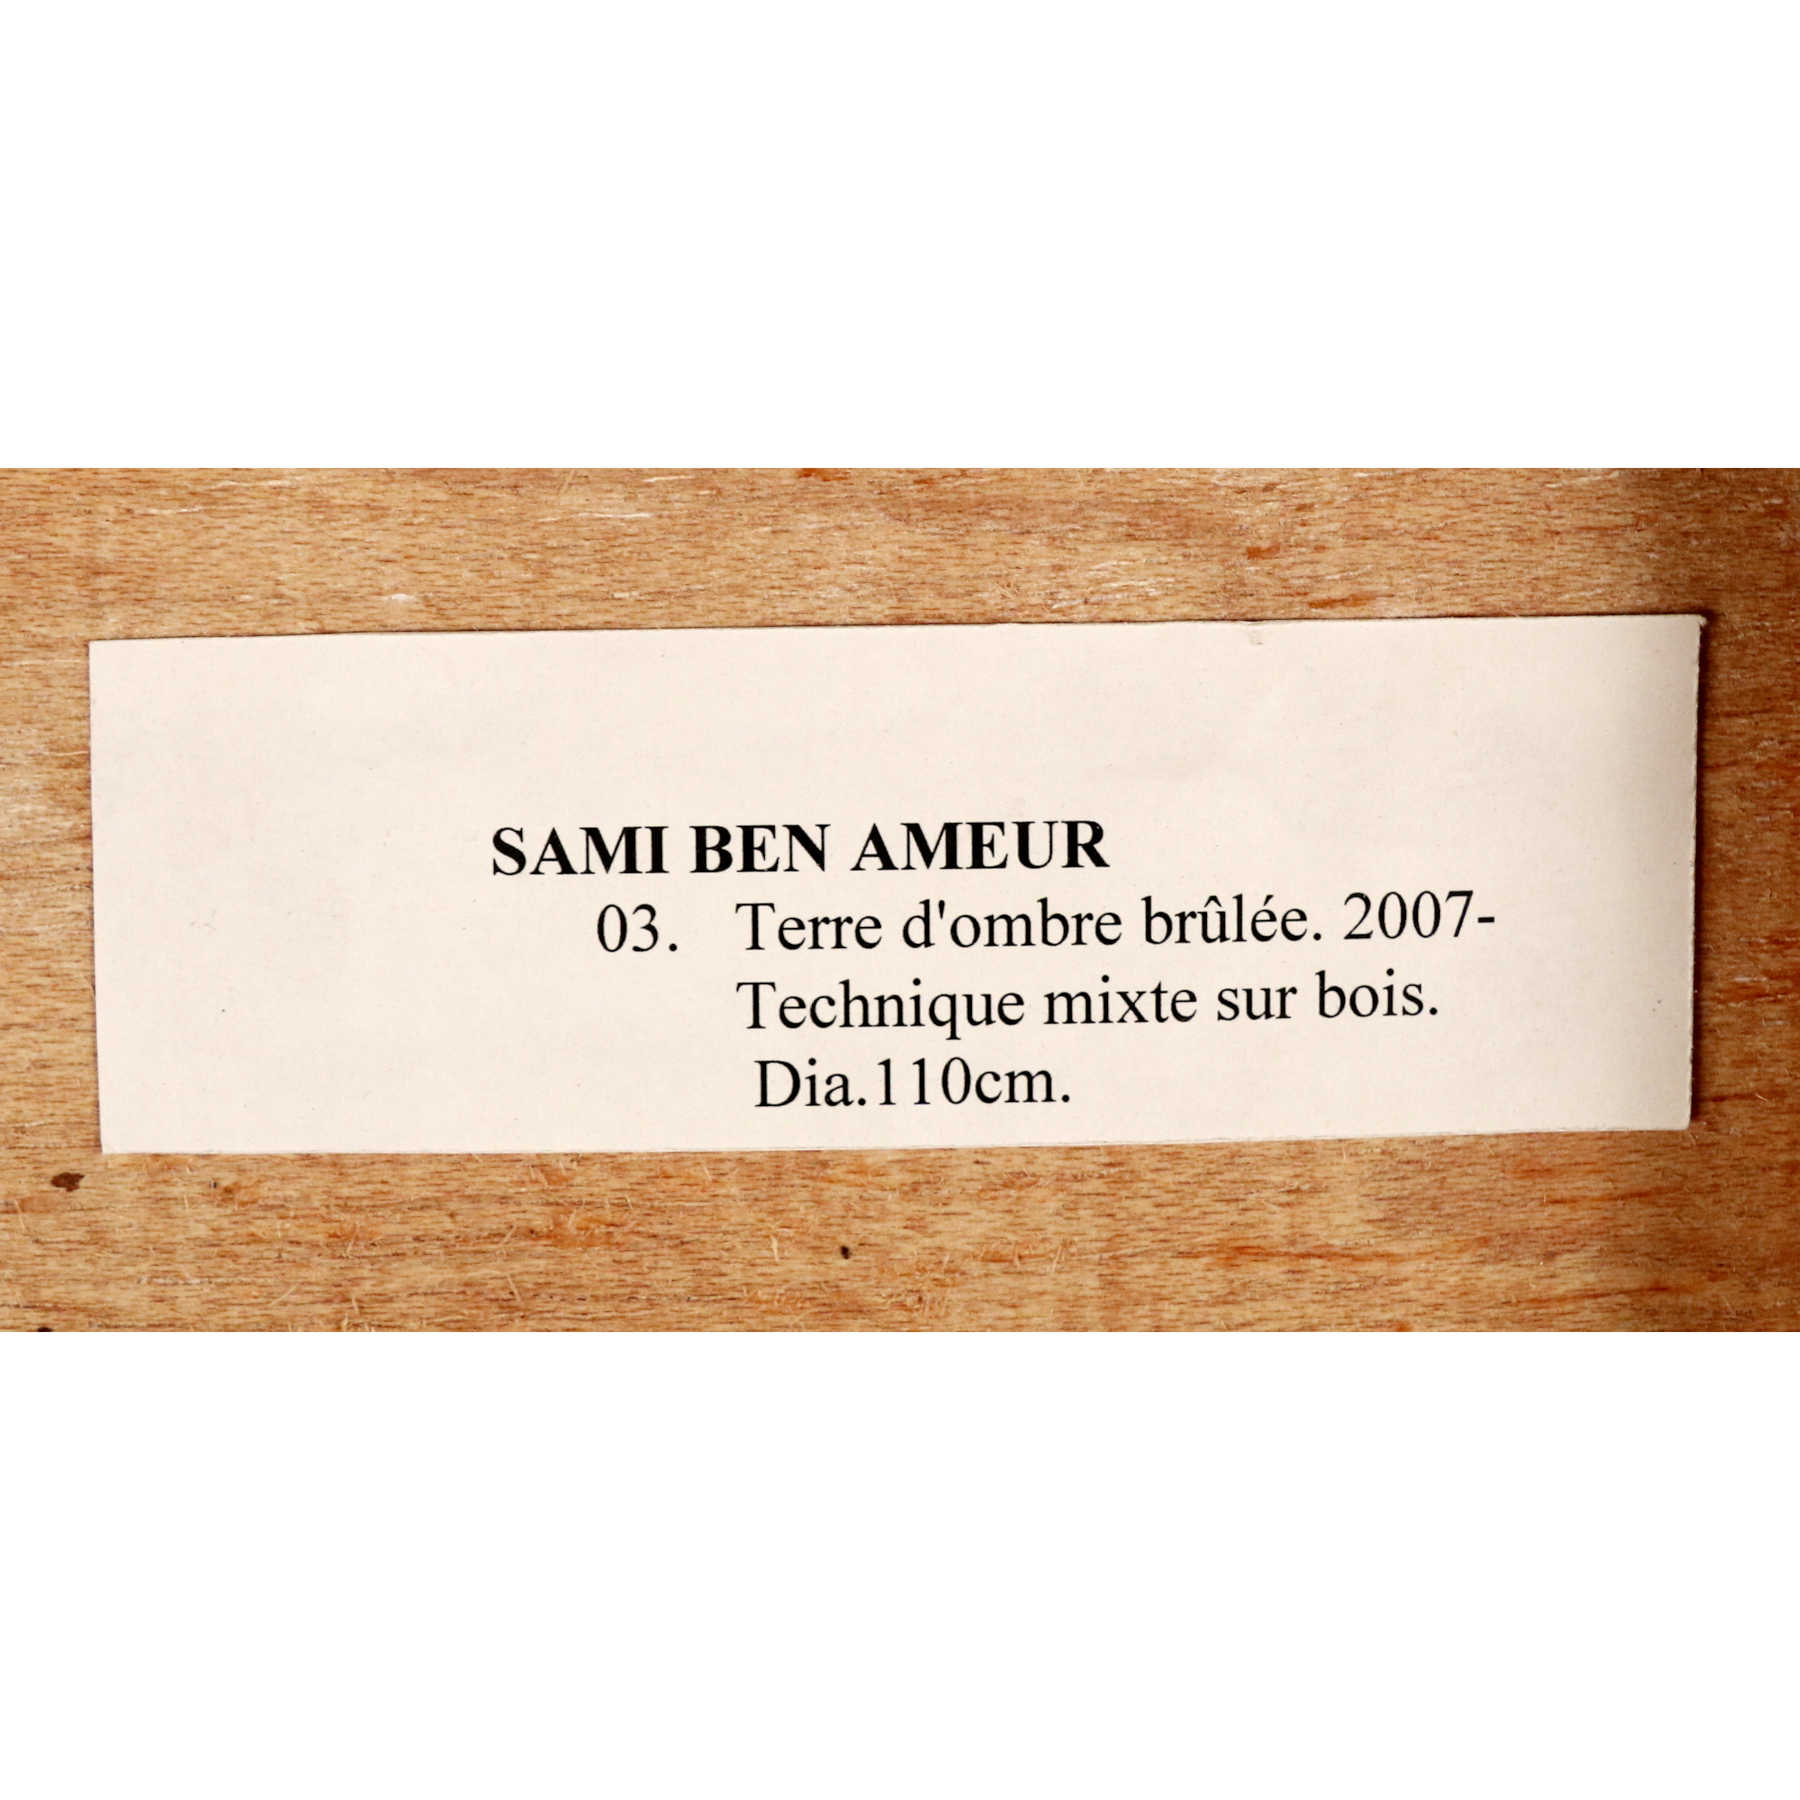 SAMI BEN AMEUR
03. Terre d'ombre brûlée. 2007-
Technique mixte sur bois.
Dia.110cm.